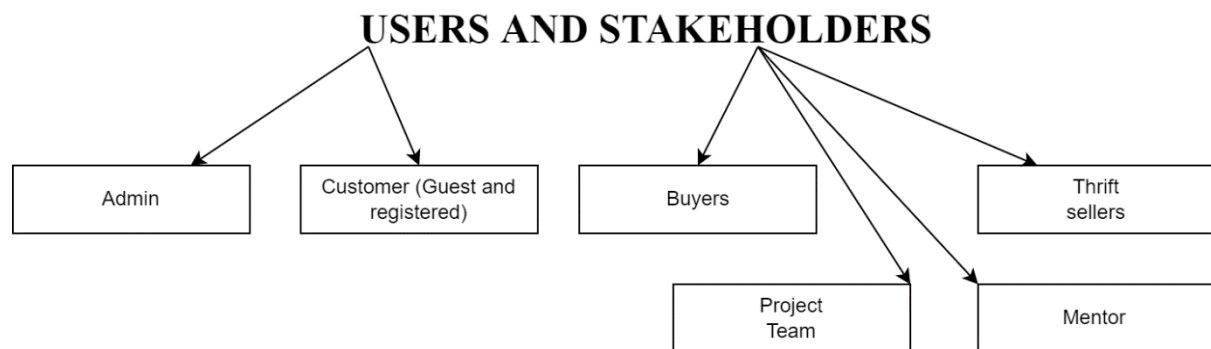 USERS AND STAKEHOLDERS
Admin
Customer (Guest and
registered)
Buyers
Thrift
sellers
Project
Team
Mentor